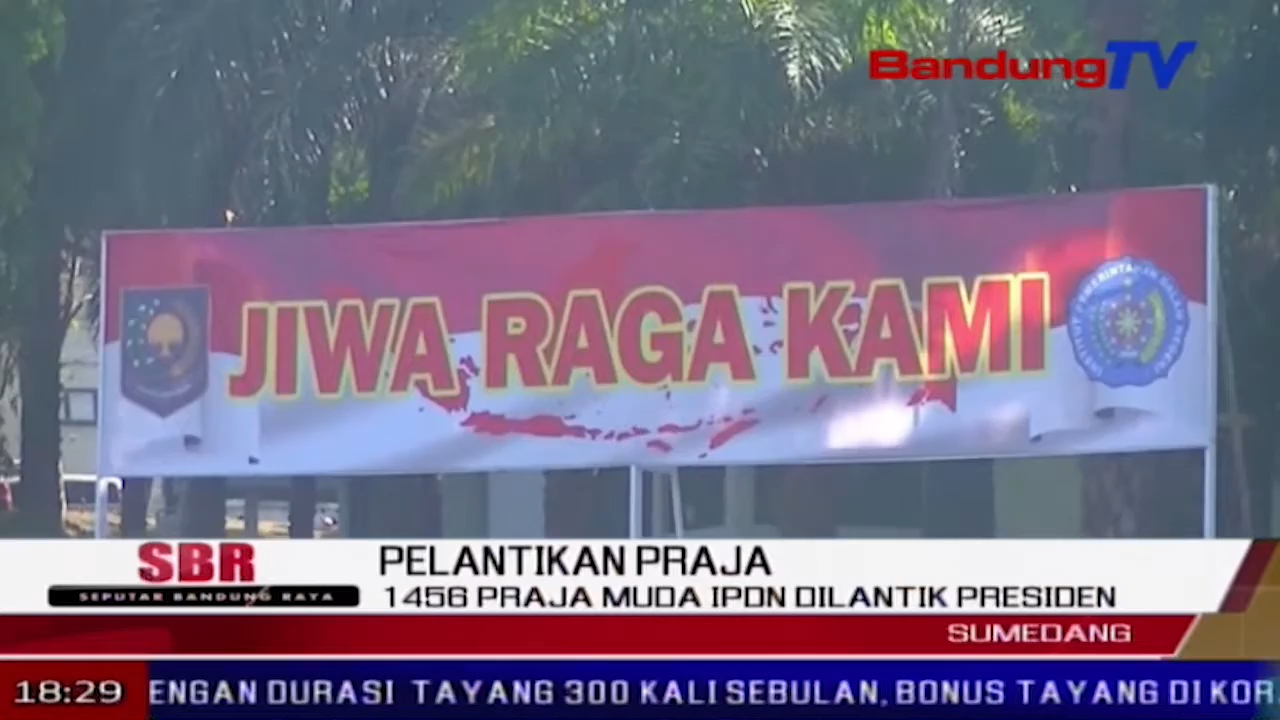 BandungTV
JIWA RAGA KAMI
SBR
SEPUTAR BANDUNG RAYA
PELANTIKAN PRAJA
1456 PRAJA MUDA IPDN DILANTIK PRESIDEN
SUMEDANG
18:29
ENGAN DURASI TAYANG 300 KALI SEBULAN, BONUS TAYANG DI KOR